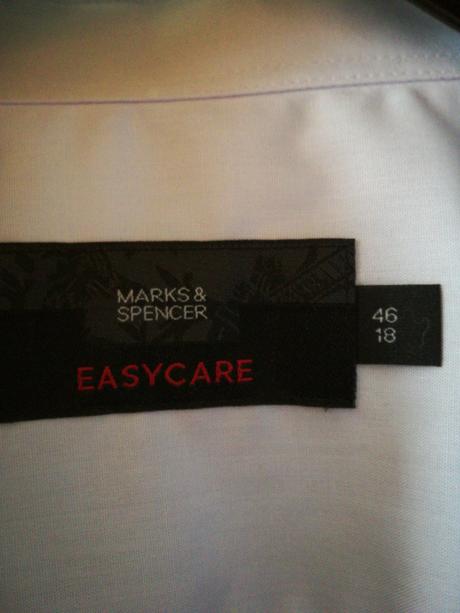 MARKS &
SPENCER
EASYCARE
46
18